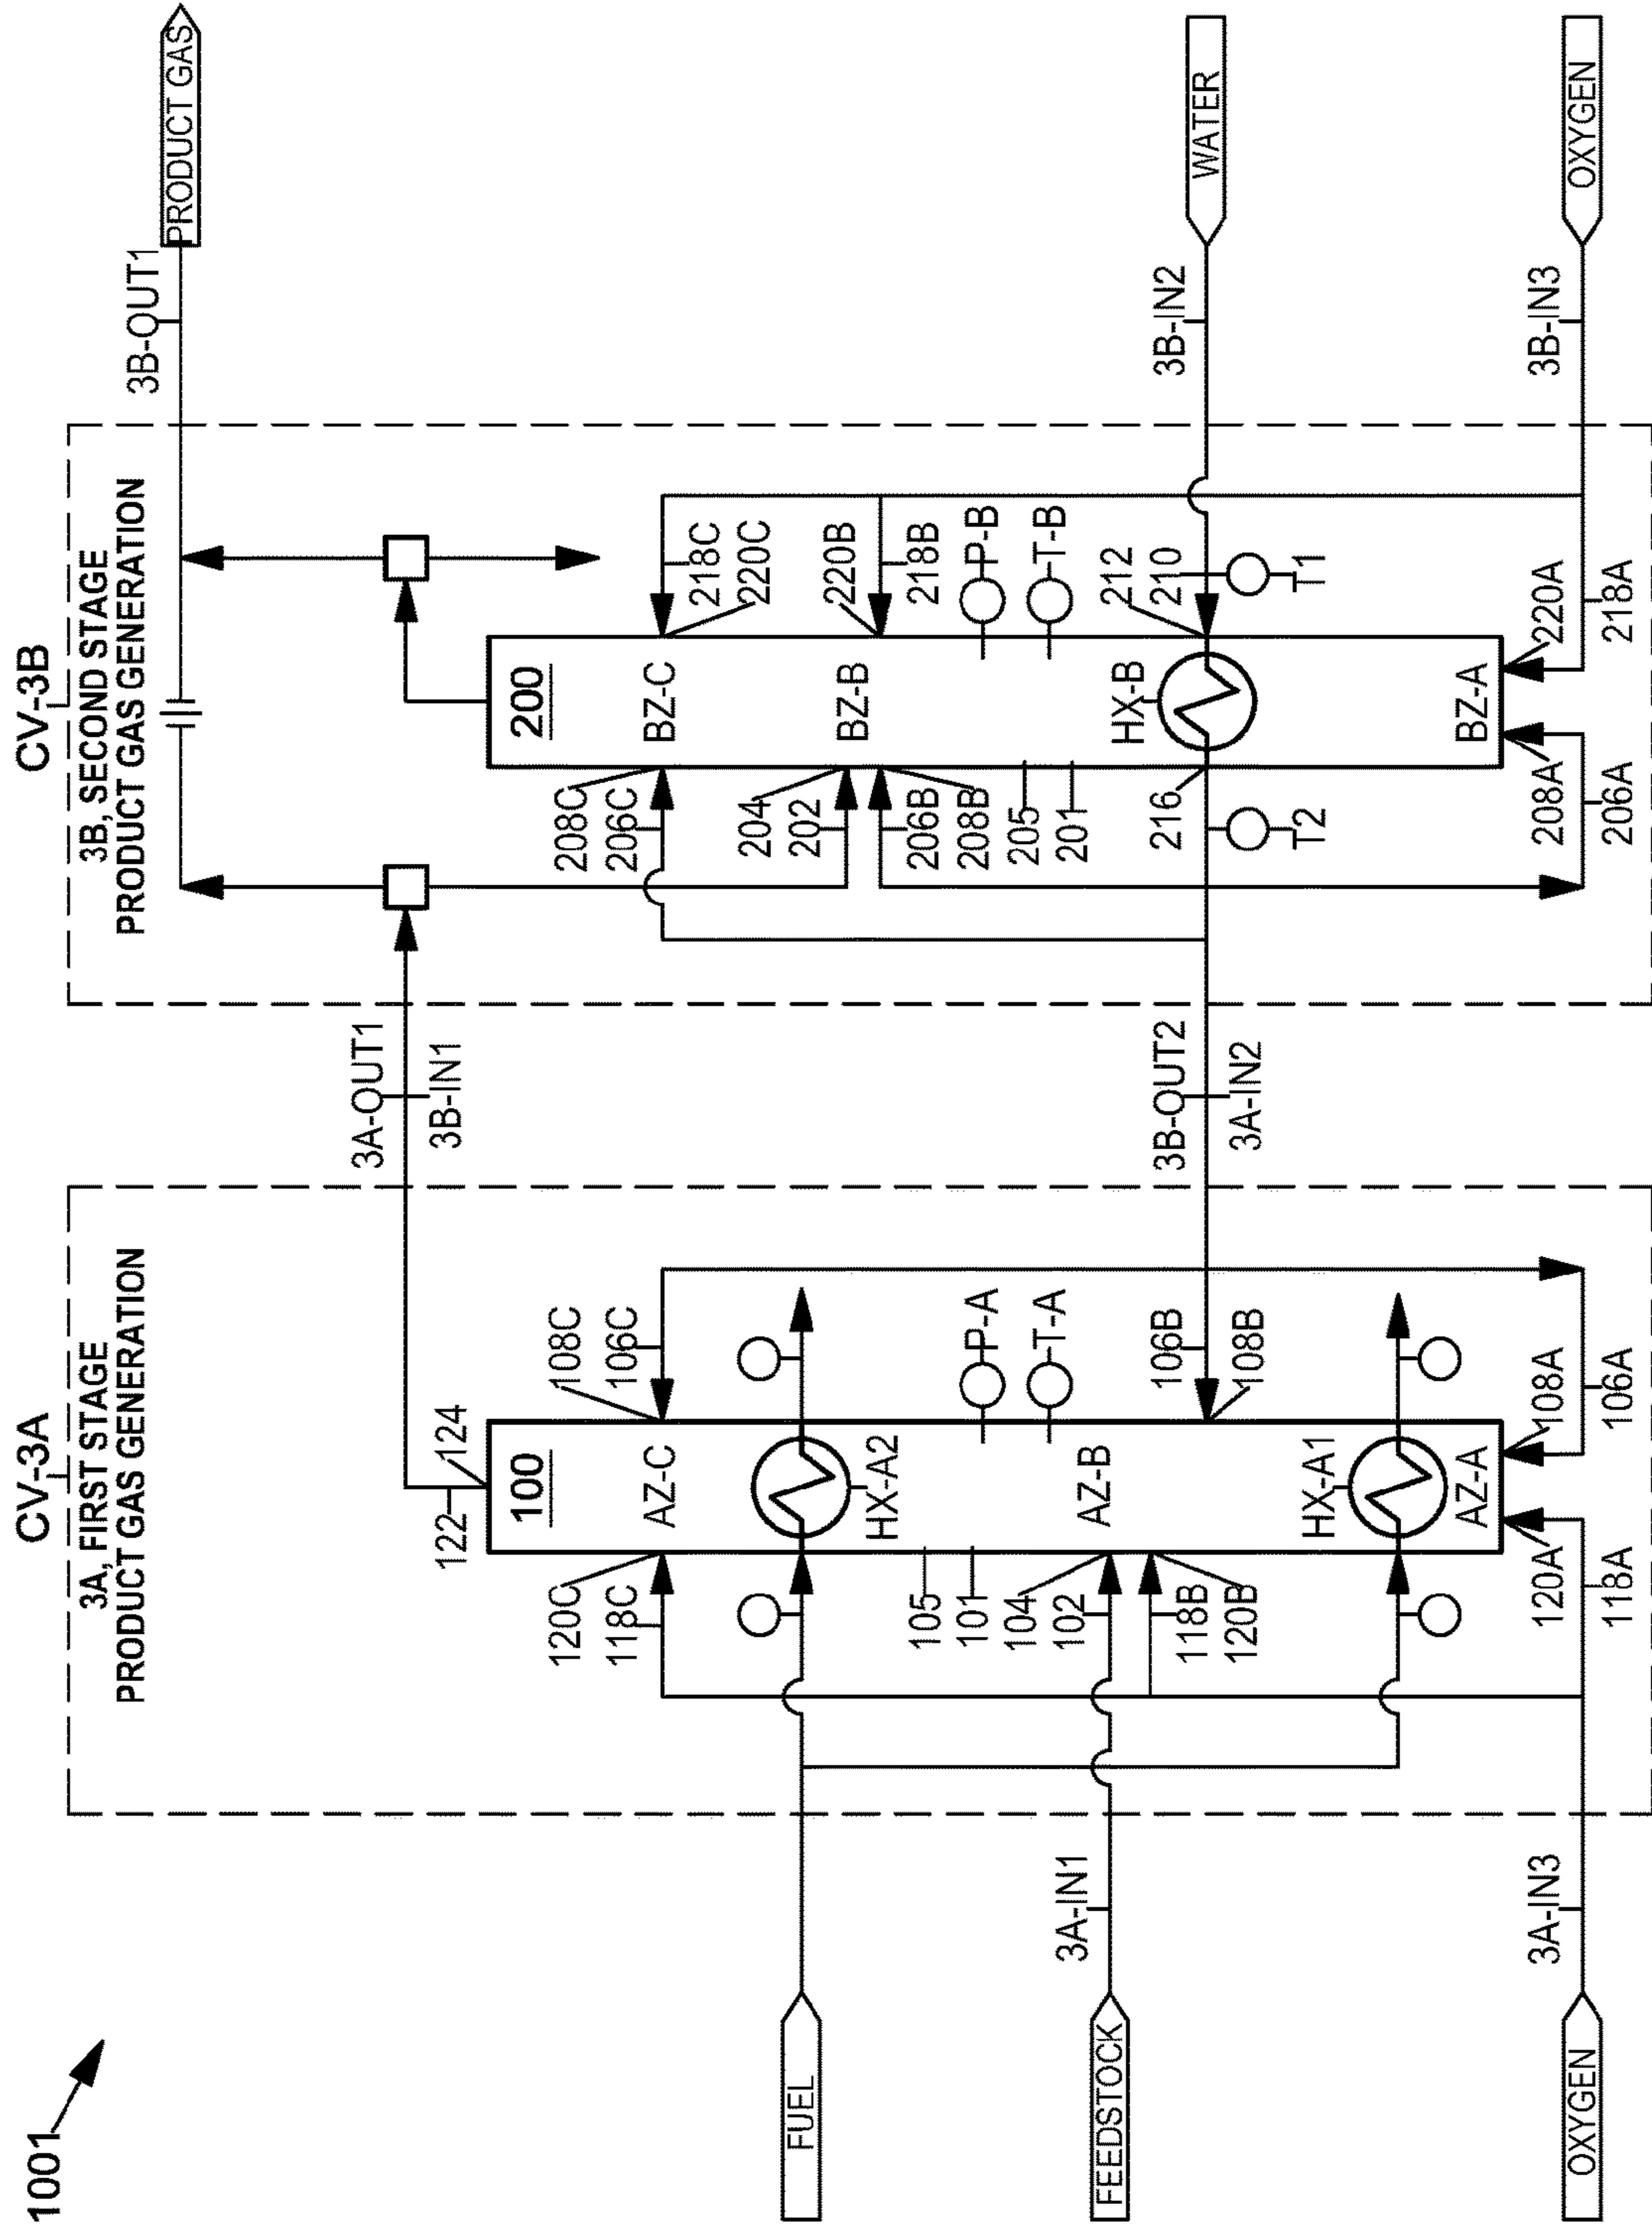 1001
CV-3A
3A, FIRST STAGE
PRODUCT GAS GENERATION
CV-3B
3B, SECOND STAGE
PRODUCT GAS GENERATION
PRODUCT GAS
3B-OUT1
3A-OUT1
3B-IN1
122
124
100
AZ-C
120C
118C
108C
106C
HX-A2
105
101
104
102
118B
120B
AZ-B
P-A
T-A
106B
108B
HX-A1
AZ-A
120A
118A
108A
106A
FUEL
FEEDSTOCK
3A-IN1
OXYGEN
3A-IN3
3B-OUT2
3A-IN2
200
BZ-C
208C
206C
218C
220C
204
202
BZ-B
220B
218B
206B
208B
205
201
P-B
T-B
HX-B
212
210
216
T1
T2
BZ-A
208A
206A
220A
218A
WATER
3B-IN2
OXYGEN
3B-IN3